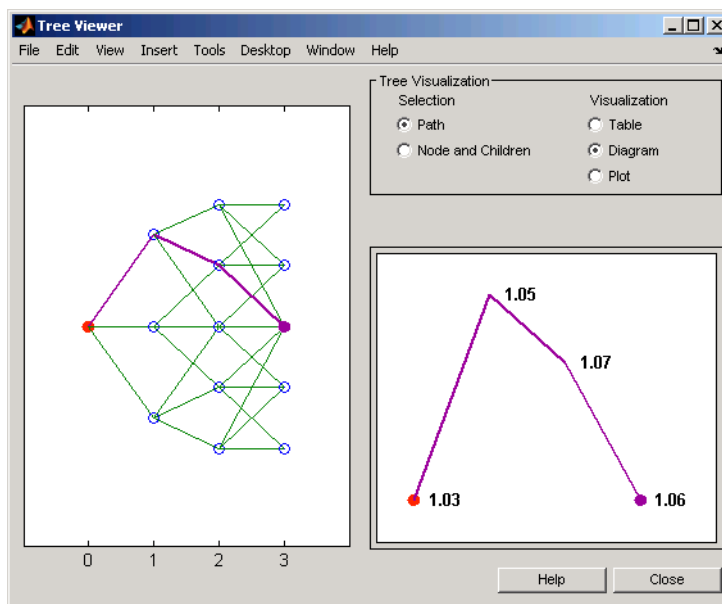 Tree Viewer
File Edit View Insert Tools Desktop Window Help
Tree Visualization
Selection Visualization
Path Table
Node and Children Diagram
Plot
1.05
1.07
1.03 1.06
0 1 2 3
Help Close